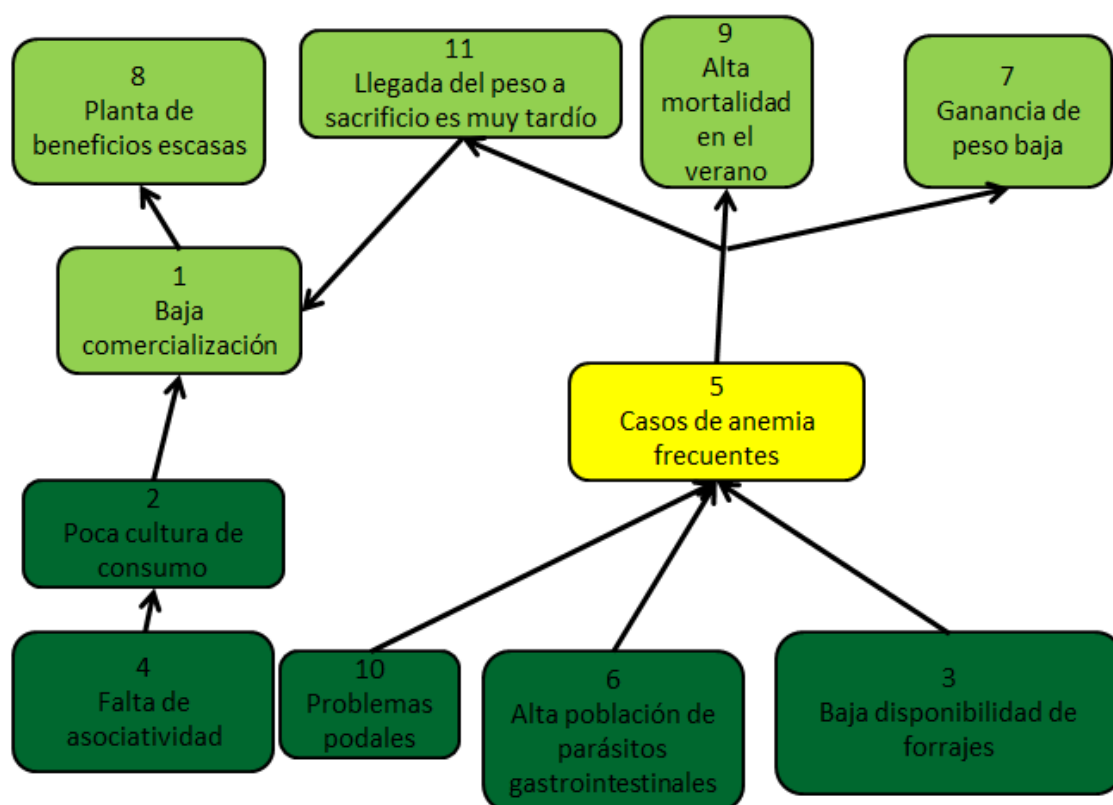 8
Planta de
beneficios escasas
11
Llegada del peso a
sacrificio es muy tardío
9
Alta
mortalidad
en el
verano
7
Ganancia de
peso baja
1
Baja
comercialización
5
Casos de anemia
frecuentes
2
Poca cultura de
consumo
4
Falta de
asociatividad
10
Problemas
podales
6
Alta población de
parásitos
gastrointestinales
3
Baja disponibilidad de
forrajes